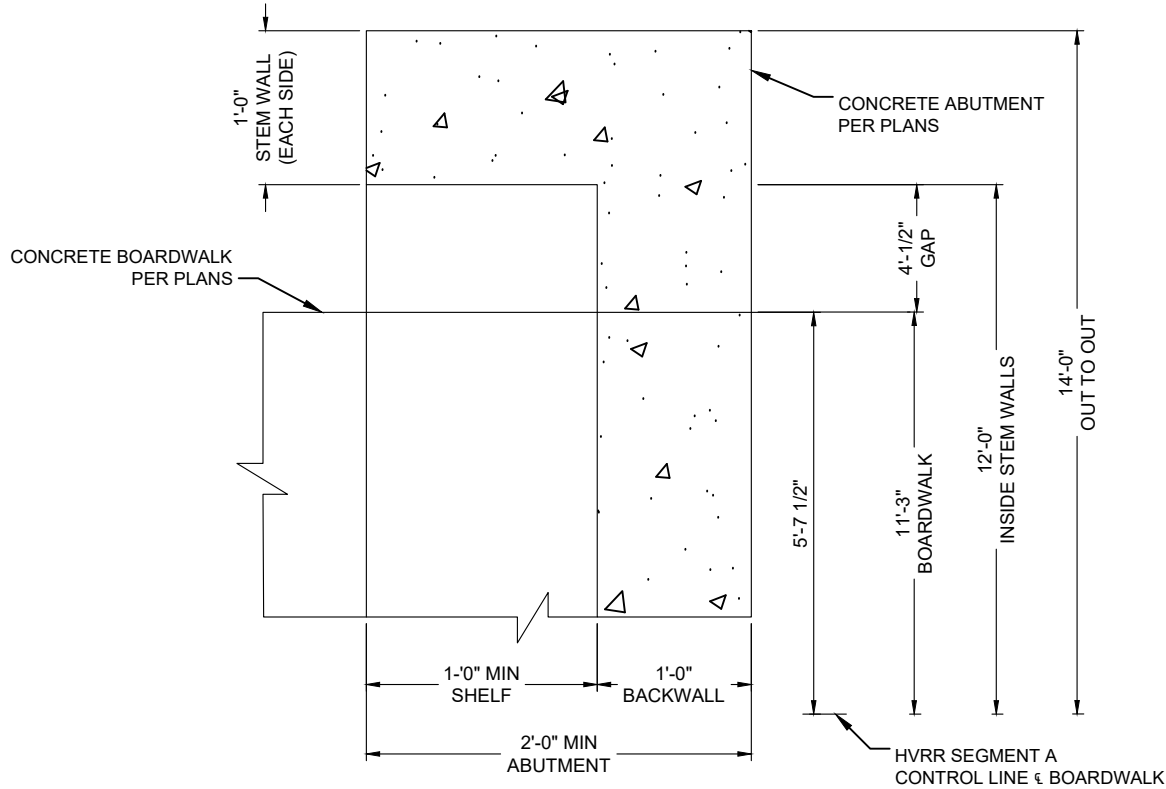 1'-0"
STEM WALL
(EACH SIDE)
CONCRETE ABUTMENT
PER PLANS
CONCRETE BOARDWALK
PER PLANS
4'-1/2"
GAP
14'-0"
OUT TO OUT
12'-0"
INSIDE STEM WALLS
11'-3"
BOARDWALK
5'-7 1/2"
1-'0" MIN
SHELF
1'-0"
BACKWALL
2'-0" MIN
ABUTMENT
HVRR SEGMENT A
CONTROL LINE ℄ BOARDWALK